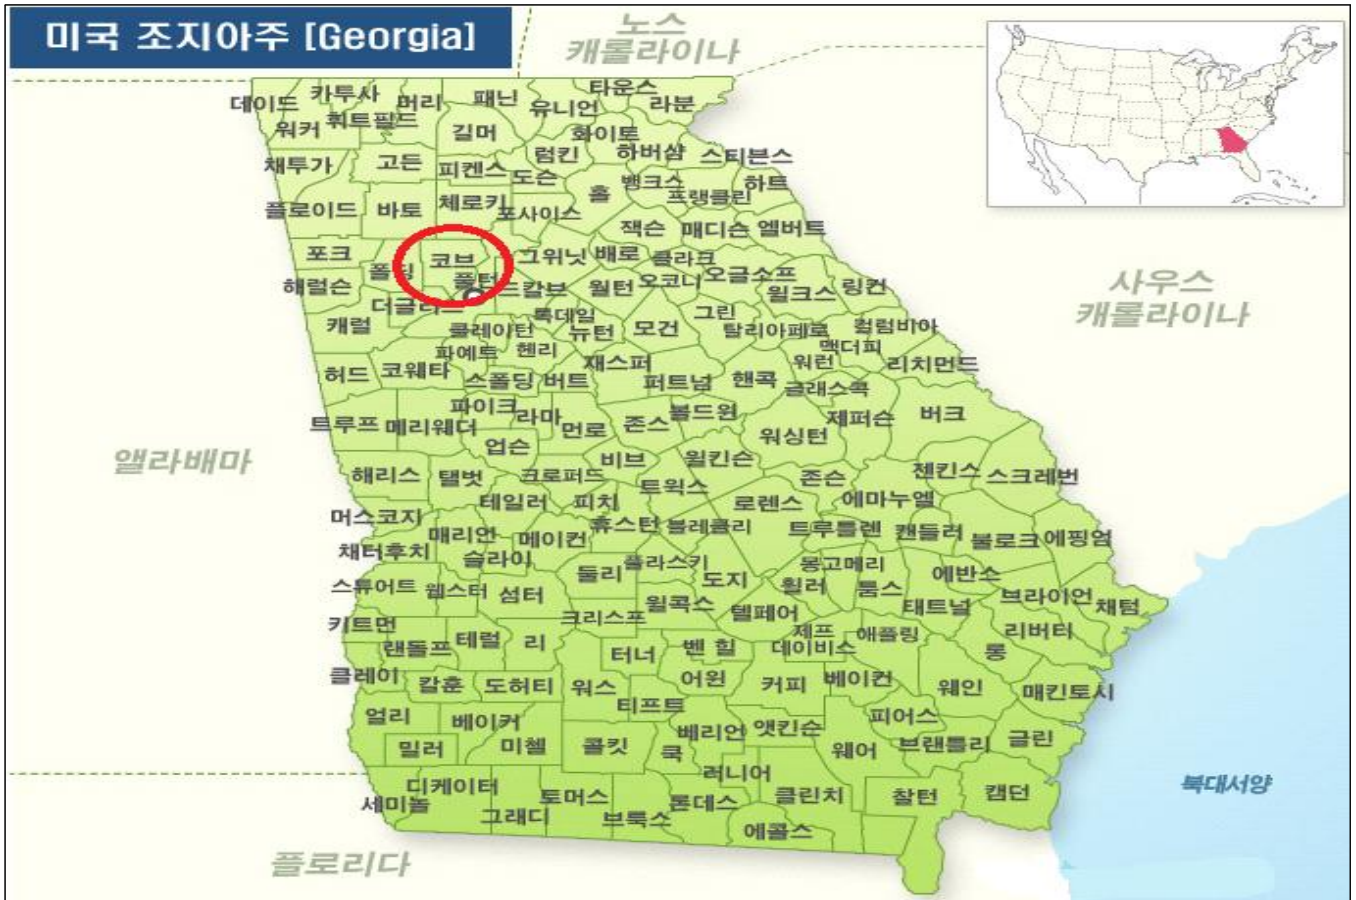 미국 조지아주 [Georgia]
노스
캐롤라이나
데이드 카투사 머리 패닌 유니언 타운스 라분
워커 휘트필드 길머 화이트
채투가 고든 피켄스 럼킨 도슨 하버샴 스티븐스
플로이드 바토 체로키 포사이스 홀 뱅크스 프랭클린 하트
잭슨 매디슨 엘버트
포크 폴딩 코브 풀턴 그위닛 배로 클라크
해럴슨 더글라스 드칼브 월턴 오코니 오글소프 윌크스 링컨
사우스
캐롤라이나
캐럴 클레이턴 록데일 뉴턴 모건 그린 탈리아페로 컬럼비아
파예트 헨리 재스퍼 워런 맥더피 리치먼드
허드 코웨타 스폴딩 버트 퍼트넘 핸콕 글래스콕
트루프 메리웨더 파이크 라마 먼로 존스 볼드윈 워싱턴 제퍼슨 버크
업슨
앨라배마
해리스 탤벗 크로퍼드 비브 윌킨슨 존슨 젠킨스 스크레번
테일러 피치 트윅스 로렌스 에마누엘
머스코지 매리언 메이컨 휴스턴 블레클리 트루틀렌 캔들러 불로크 에핑엄
채터후치 슬라이 둘리 플라스키 도지 몽고메리 에반스
스튜어트 웹스터 섬터 크리스프 윌콕스 텔페어 휠러 툼스 태트널 브라이언 채텀
키트먼 랜돌프 테럴 리 터너 벤 힐 제프 데이비스 애플링 롱 리버티
클레이 칼훈 도허티 워스 어윈 커피 베이컨 웨인 매킨토시
티프트
얼리 베이커 베리언 앳킨슨 피어스
밀러 미첼 콜킷 쿡 웨어 브랜틀리 글린
디케이터 러니어
세미놀 그래디 토머스 브룩스 론데스 에콜스 클린치 찰턴 캠던
북대서양
플로리다